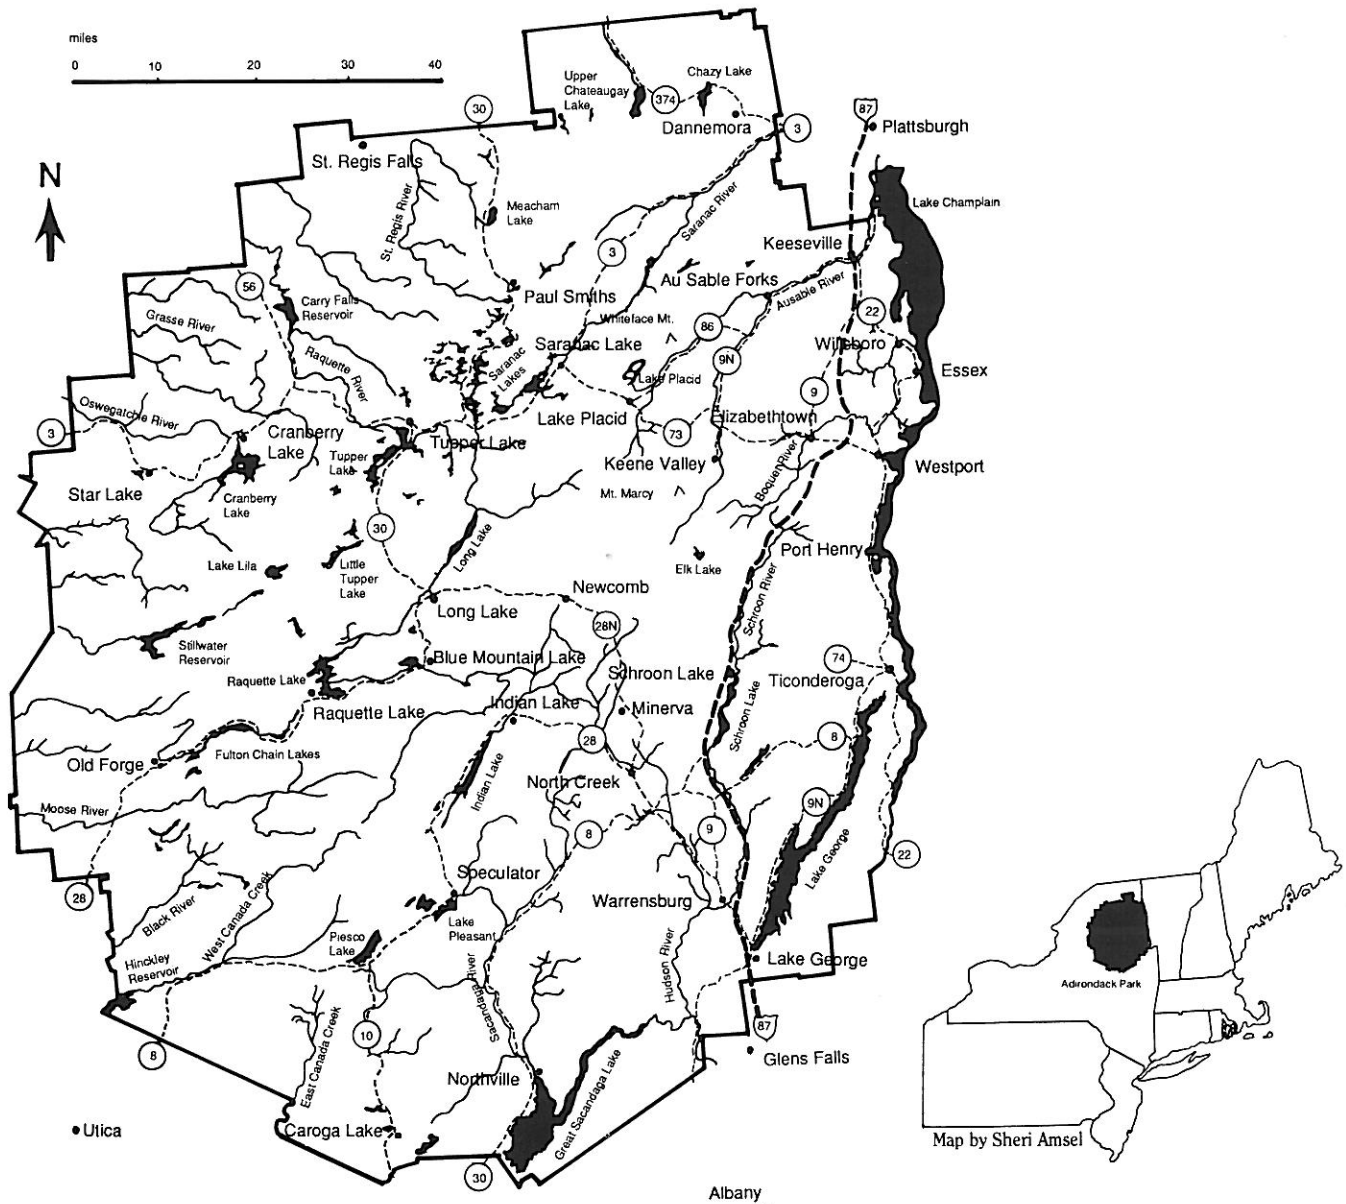 miles
0 10 20 30 40
N
30
Upper
Chateaugay
Lake
374
Chazy Lake
Dannemora
3
87
Plattsburgh
St. Regis Falls
St. Regis River
Meacham
Lake
Saranac River
Lake Champlain
3
Keeseville
56
Carry Falls
Reservoir
Paul Smiths
Au Sable Forks
Ausable River
Grasse River
Whiteface Mt.
86
22
Willsboro
Raquette River
Saranac Lake
Saranac
Lakes
9N
Lake Placid
Essex
9
Oswegatchie River
3
Cranberry
Lake
Tupper Lake
Lake Placid
73
Elizabethtown
Tupper
Lake
Keene Valley
Boquet River
Westport
Star Lake
Cranberry
Lake
Mt. Marcy
30
Long Lake
Port Henry
Lake Lila
Little
Tupper
Lake
Elk Lake
Schroon River
Newcomb
Long Lake
28N
Stillwater
Reservoir
Blue Mountain Lake
74
Raquette Lake
Schroon Lake
Ticonderoga
Raquette Lake
Indian Lake
Minerva
Schroon Lake
28
8
Fulton Chain Lakes
Old Forge
Indian Lake
North Creek
Moose River
9N
8
9
Lake George
22
Speculator
28
Black River
West Canada Creek
Warrensburg
Lake
Pleasant
Piesco
Lake
Hinckley
Reservoir
Lake George
Sacandaga River
Hudson River
Adirondack Park
8
10
87
East Canada Creek
Glens Falls
Northville
Great Sacandaga Lake
Utica
Caroga Lake
Map by Sheri Amsel
30
Albany